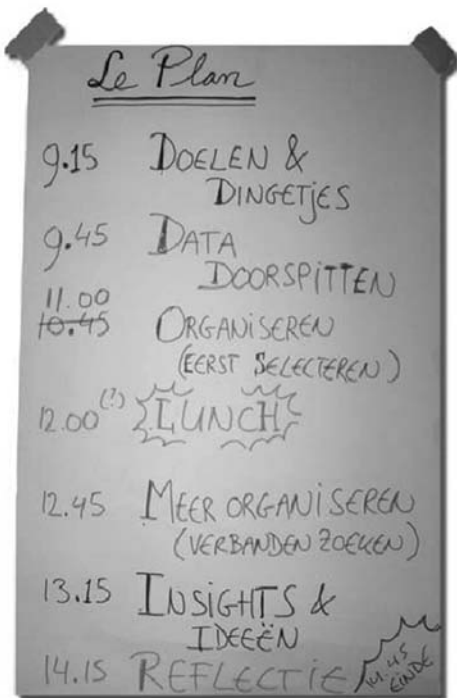 Le Plan
9.15 DOELEN &
DINGETJES
9.45 DATA
DOORSPITTEN
11.00
10.45 ORGANISEREN
(EERST SELECTEREN)
12.00 (?) LUNCH
12.45 MEER ORGANISEREN
(VERBANDEN ZOEKEN)
13.15 INSIGHTS &
IDEEËN
14.15 REFLECTIE
14.45
EINDE